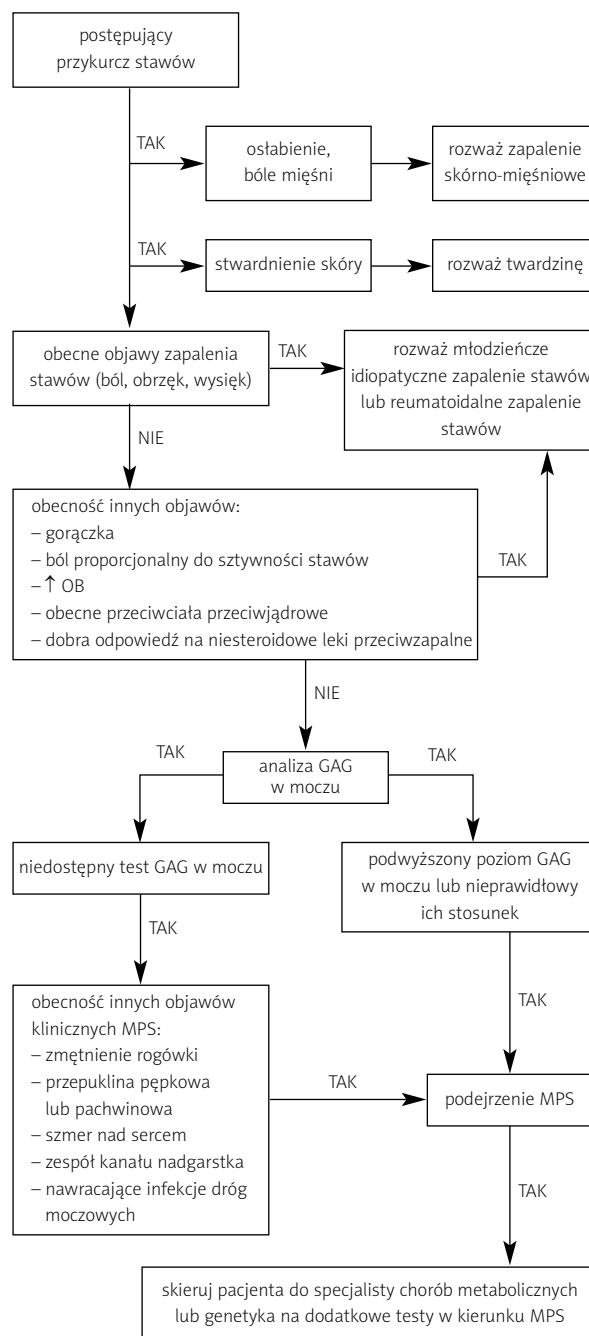 postępujący
przykurcz stawów
TAK
osłabienie,
bóle mięśni
rozważ zapalenie
skórno-mięśniowe
TAK
stwardnienie skóry
rozważ twardzinę
obecne objawy zapalenia
stawów (ból, obrzęk, wysięk)
TAK
rozważ młodzieńcze
idiopatyczne zapalenie stawów
lub reumatoidalne zapalenie
stawów
NIE
obecność innych objawów:
– gorączka
– ból proporcjonalny do sztywności stawów
– ↑ OB
– obecne przeciwciała przeciwjądrowe
– dobra odpowiedź na niesteroidowe leki przeciwzapalne
TAK
NIE
TAK
analiza GAG
w moczu
TAK
niedostępny test GAG w moczu
podwyższony poziom GAG
w moczu lub nieprawidłowy
ich stosunek
TAK
TAK
obecność innych objawów
klinicznych MPS:
– zmętnienie rogówki
– przepuklina pępkowa
lub pachwinowa
– szmer nad sercem
– zespół kanału nadgarstka
– nawracające infekcje dróg
moczowych
TAK
podejrzenie MPS
TAK
skieruj pacjenta do specjalisty chorób metabolicznych
lub genetyka na dodatkowe testy w kierunku MPS